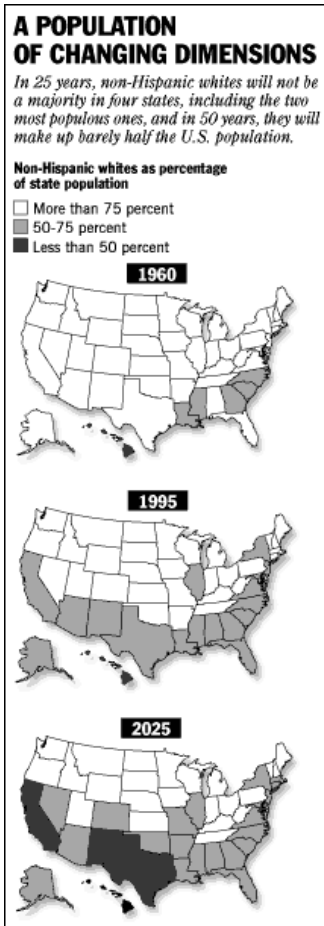 A POPULATION
OF CHANGING DIMENSIONS
In 25 years, non-Hispanic whites will not be
a majority in four states, including the two
most populous ones, and in 50 years, they will
make up barely half the U.S. population.
Non-Hispanic whites as percentage
of state population
More than 75 percent
50-75 percent
Less than 50 percent
1960
1995
2025